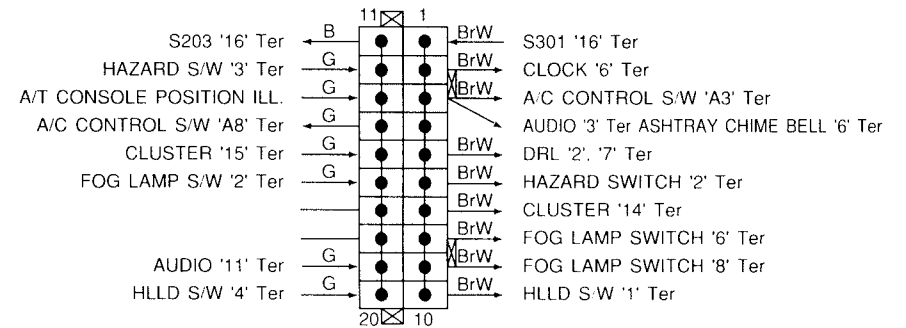 11 1
S203 '16' Ter B BrW S301 '16' Ter
HAZARD S/W '3' Ter G BrW CLOCK '6' Ter
A/T CONSOLE POSITION ILL. G BrW A/C CONTROL S/W 'A3' Ter
A/C CONTROL S/W 'A8' Ter G AUDIO '3' Ter ASHTRAY CHIME BELL '6' Ter
CLUSTER '15' Ter G BrW DRL '2', '7' Ter
FOG LAMP S/W '2' Ter G BrW HAZARD SWITCH '2' Ter
BrW CLUSTER '14' Ter
BrW FOG LAMP SWITCH '6' Ter
AUDIO '11' Ter G BrW FOG LAMP SWITCH '8' Ter
HLLD S/W '4' Ter G BrW HLLD S/W '1' Ter
20 10